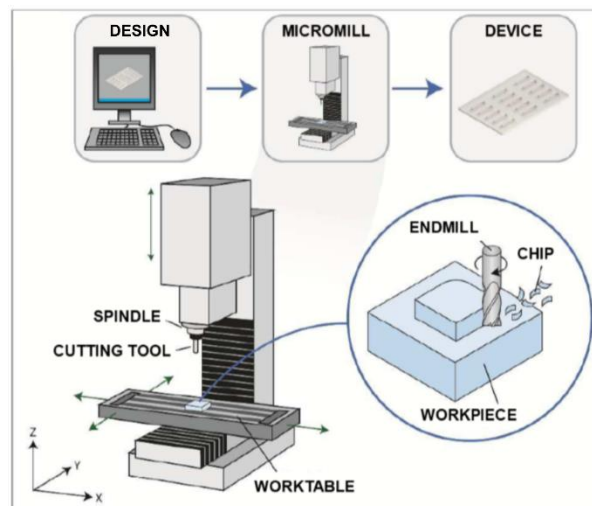 DESIGN
MICROMILL
DEVICE
ENDMILL
CHIP
SPINDLE
CUTTING TOOL
WORKPIECE
WORKTABLE
Z
Y
X